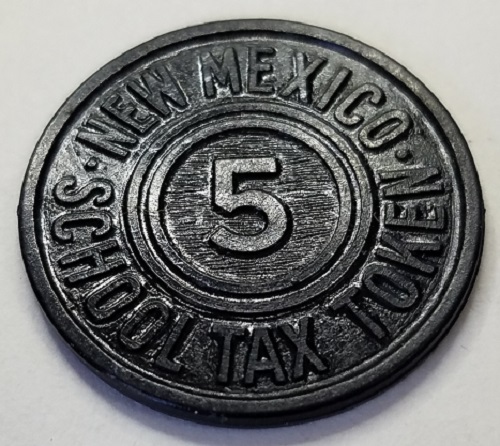 · NEW MEXICO ·
5
SCHOOL TAX TOKEN